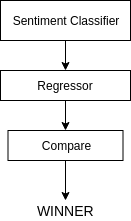 Sentiment Classifier
Regressor
Compare
WINNER